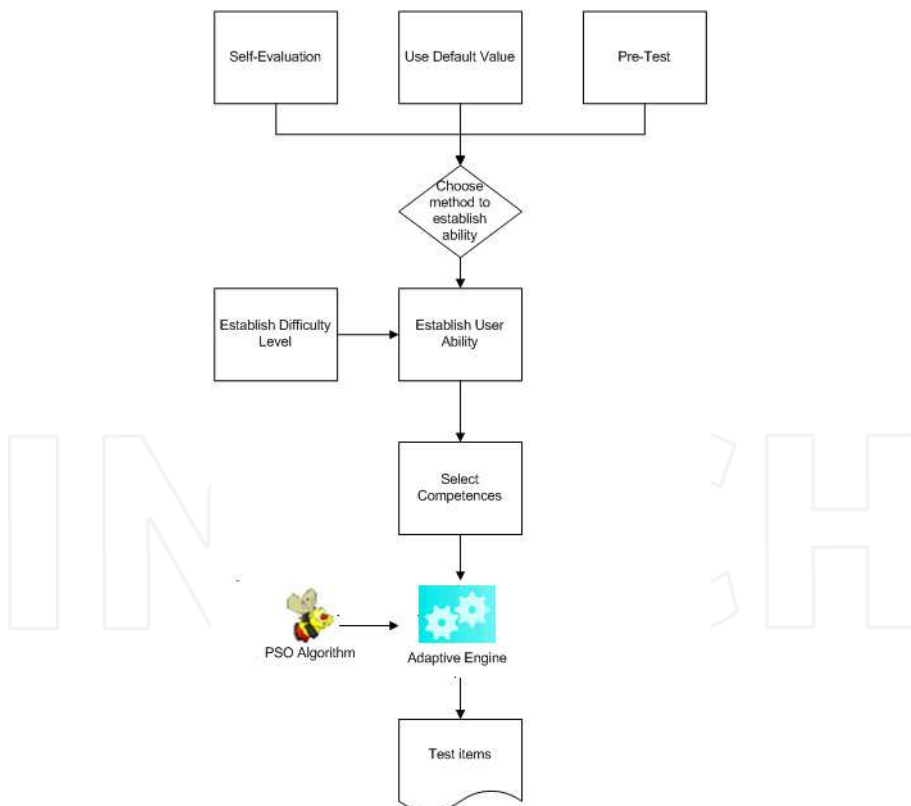 Self-Evaluation
Use Default Value
Pre-Test
Choose
method to
establish
ability
Establish Difficulty
Level
Establish User
Ability
Select
Competences
PSO Algorithm
Adaptive Engine
Test items